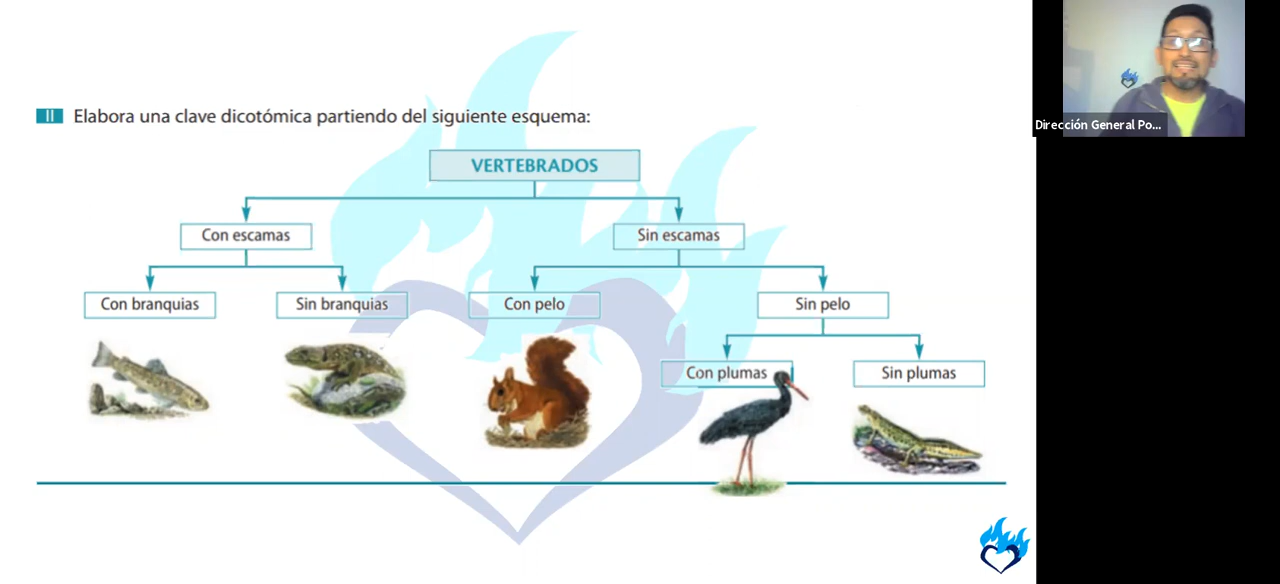 II Elabora una clave dicotómica partiendo del siguiente esquema:
VERTEBRADOS
Con escamas
Sin escamas
Con branquias
Sin branquias
Con pelo
Sin pelo
Con plumas
Sin plumas
Dirección General Po...